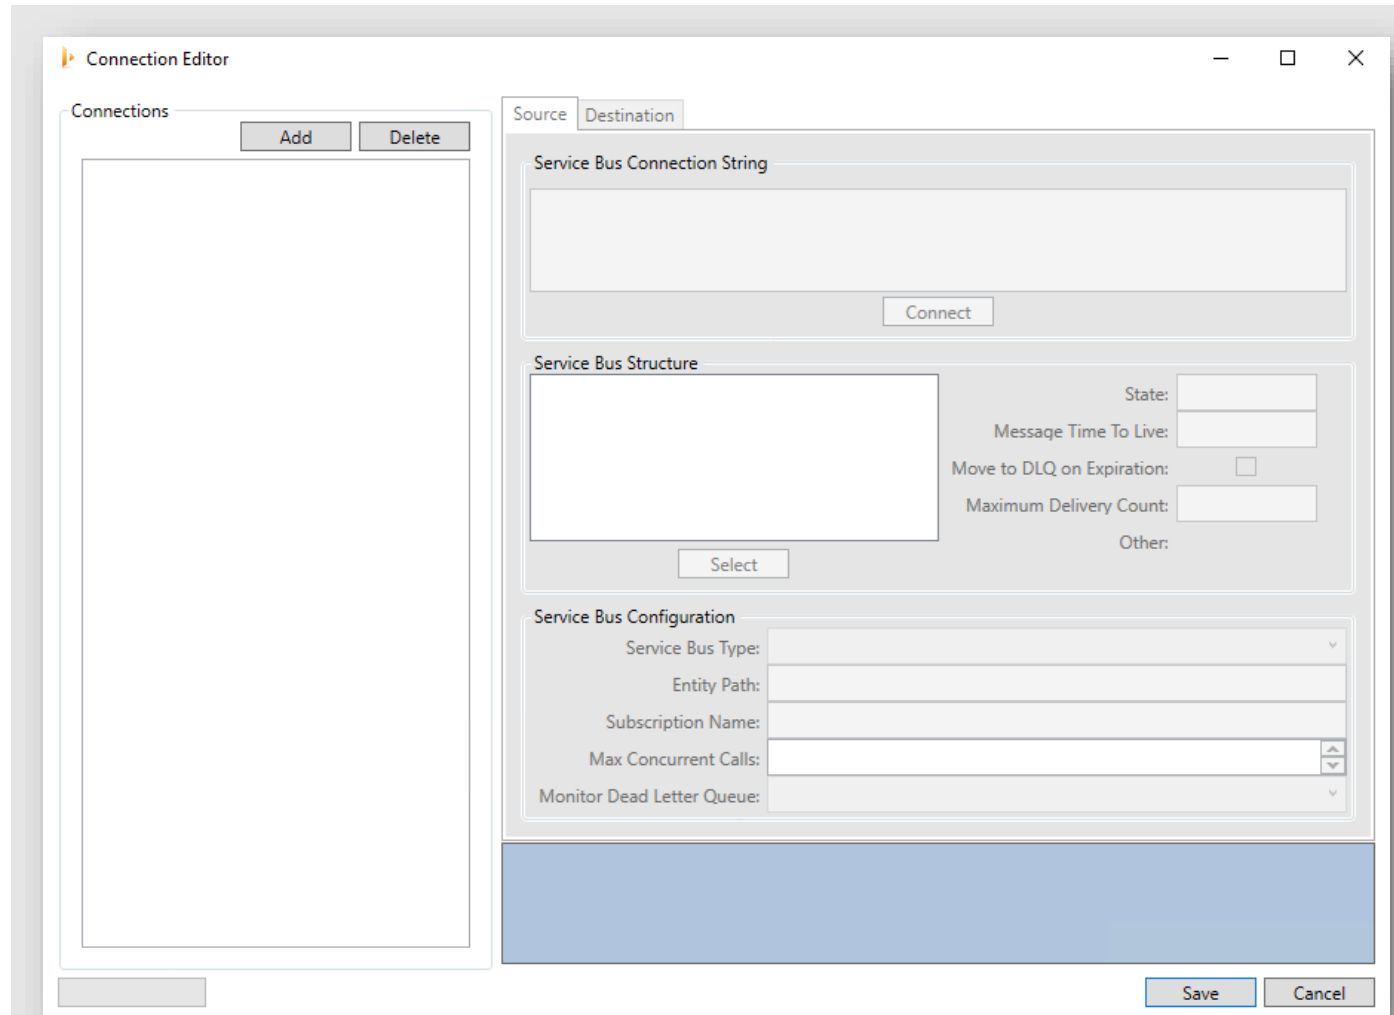 Connection Editor
Connections
Add
Delete
Source
Destination
Service Bus Connection String
Connect
Service Bus Structure
State:
Message Time To Live:
Move to DLQ on Expiration:
Maximum Delivery Count:
Other:
Select
Service Bus Configuration
Service Bus Type:
Entity Path:
Subscription Name:
Max Concurrent Calls:
Monitor Dead Letter Queue:
Save
Cancel